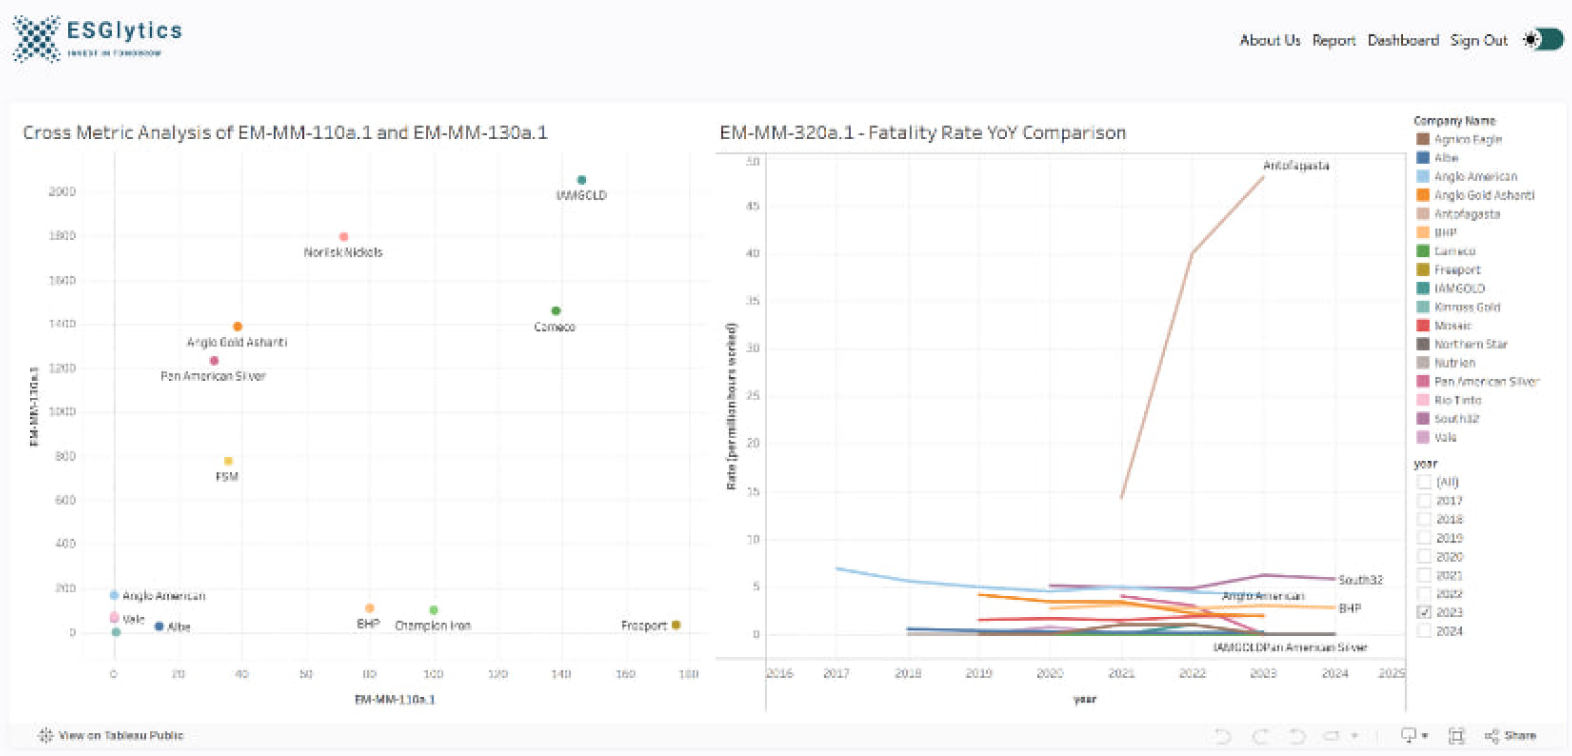 ESGlytics
INVEST IN TOMORROW
About Us Report Dashboard Sign Out
Cross Metric Analysis of EM-MM-110a.1 and EM-MM-130a.1
2000
1800
1600
1400
1200
1000
800
600
400
200
0
EM-MM-130a.1
IAMGOLD
Norilsk Nickels
Cameco
Anglo Gold Ashanti
Pan American Silver
FSM
Anglo American
Vale
Albe
BHP
Champion Iron
Freeport
0 20 40 60 80 100 120 140 160 180
EM-MM-110a.1
EM-MM-320a.1 - Fatality Rate YoY Comparison
50
45
40
35
30
25
20
15
10
5
0
Rate (per million hours worked)
Antofagasta
South32
Anglo American
BHP
IAMGOLDPan American Silver
2016 2017 2018 2019 2020 2021 2022 2023 2024 2025
year
Company Name
Agnico Eagle
Albe
Anglo American
Anglo Gold Ashanti
Antofagasta
BHP
Cameco
Freeport
IAMGOLD
Kinross Gold
Mosaic
Northern Star
Nutrien
Pan American Silver
Rio Tinto
South32
Vale
year
(All)
2017
2018
2019
2020
2021
2022
2023
2024
View on Tableau Public
Share